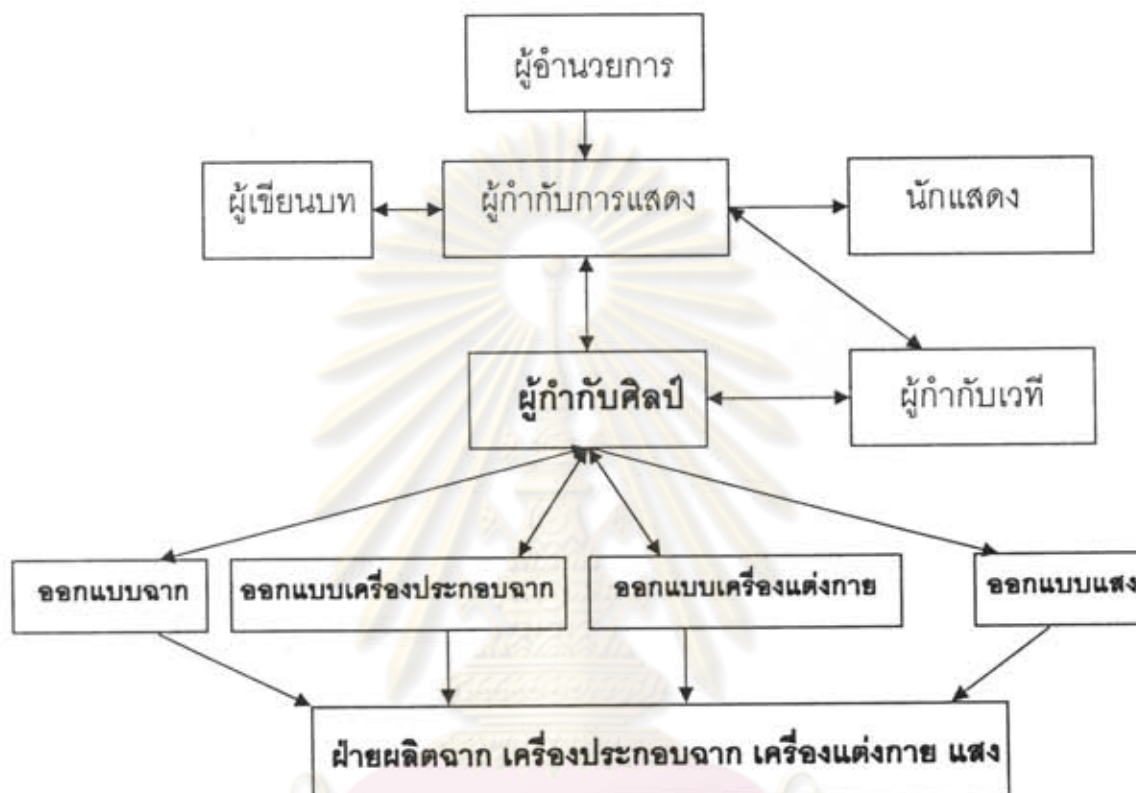 ผู้อำนวยการ
ผู้เขียนบท
ผู้กำกับการแสดง
นักแสดง
ผู้กำกับศิลป์
ผู้กำกับเวที
ออกแบบฉาก
ออกแบบเครื่องประกอบฉาก
ออกแบบเครื่องแต่งกาย
ออกแบบแสง
ฝ่ายผลิตฉาก เครื่องประกอบฉาก เครื่องแต่งกาย แสง